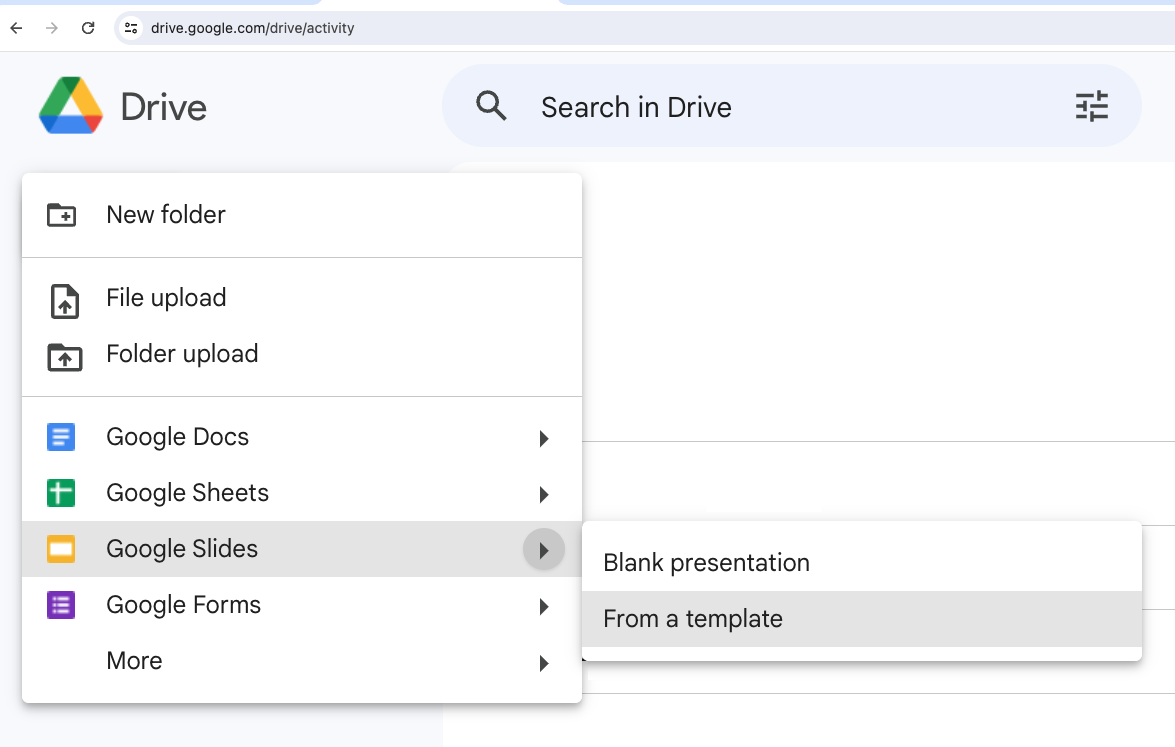 drive.google.com/drive/activity
Drive
Search in Drive
New folder
File upload
Folder upload
Google Docs
Google Sheets
Google Slides
Blank presentation
From a template
Google Forms
More